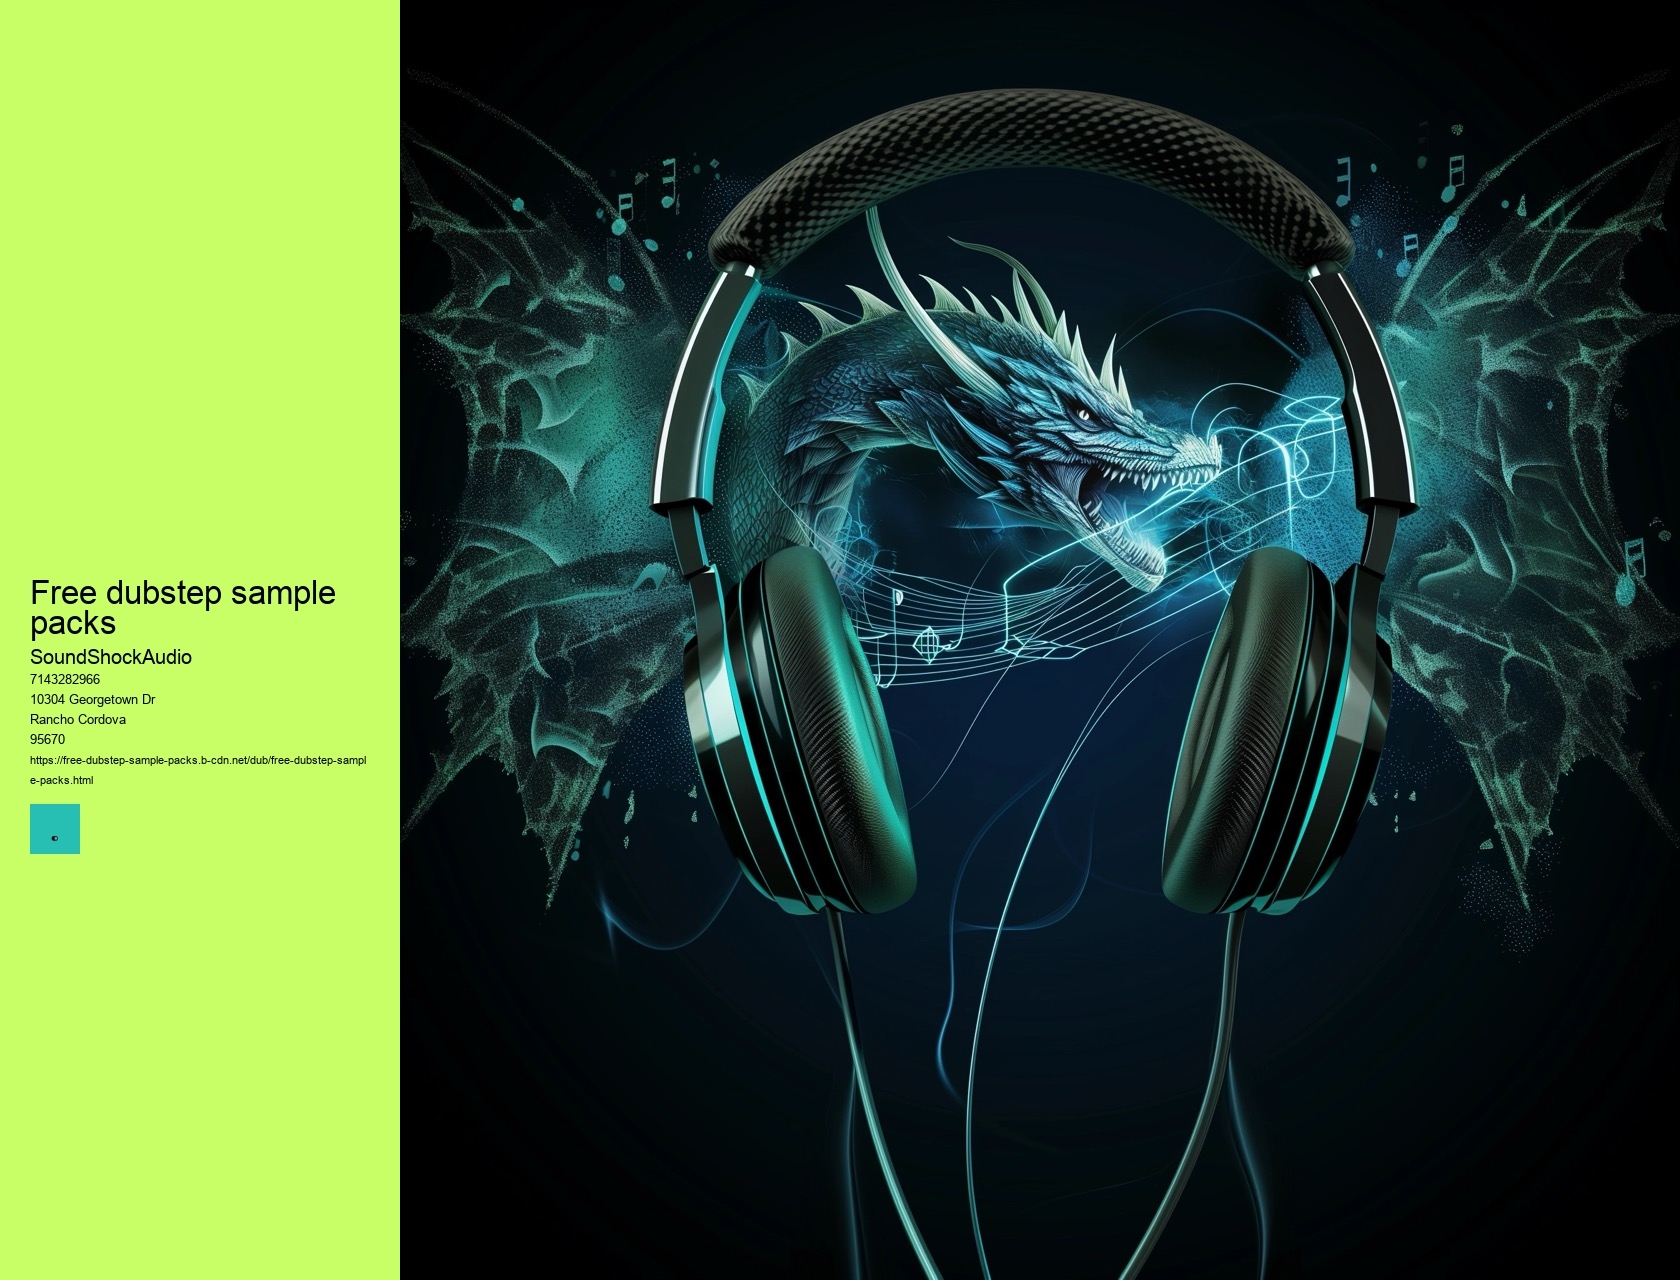 Free dubstep sample
packs
SoundShockAudio
7143282966
10304 Georgetown Dr
Rancho Cordova
95670
https://free-dubstep-sample-packs.b-cdn.net/dub/free-dubstep-sampl
e-packs.html